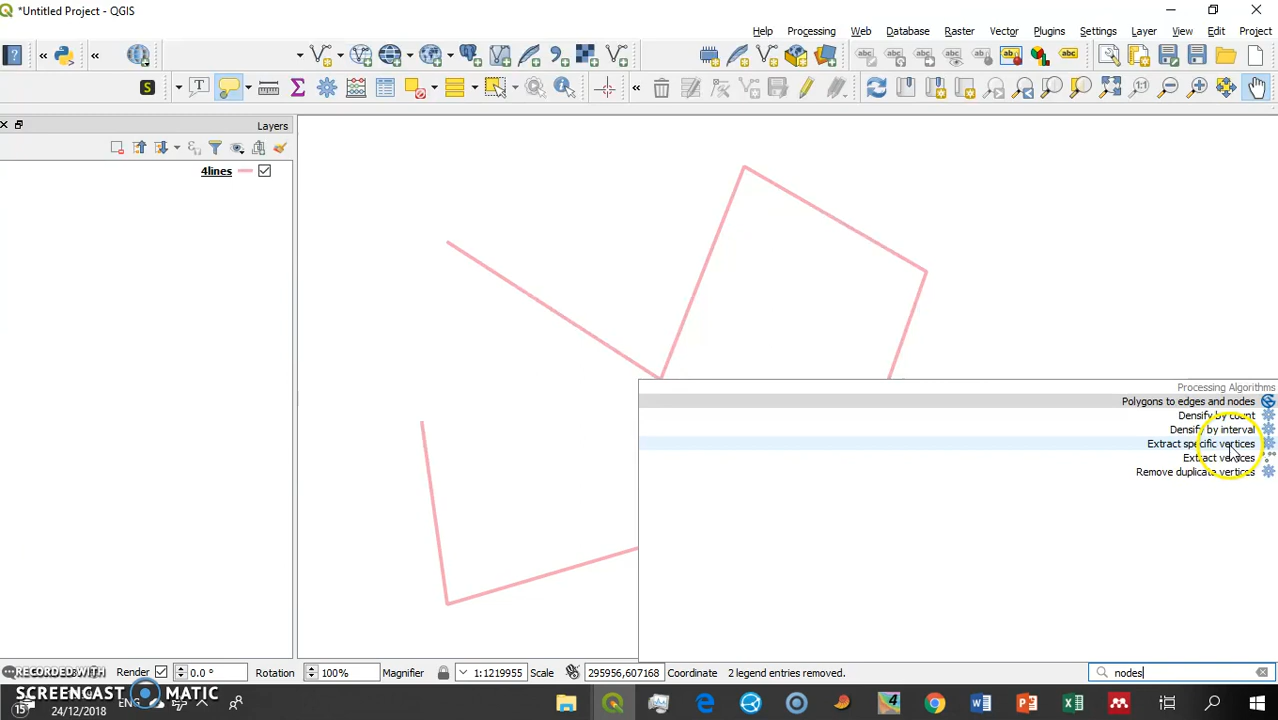 *Untitled Project - QGIS
Help Processing Web Database Raster Vector Plugins Settings Layer View Edit Project
Layers
4lines
Processing Algorithms
Polygons to edges and nodes
Densify by count
Densify by interval
Extract specific vertices
Extract vertices
Remove duplicate vertices
Render 0.0 ° Rotation 100% Magnifier 1:1219955 Scale 295956,607168 Coordinate 2 legend entries removed. nodes
RECORDED WITH
SCREENCAST MATIC
24/12/2018